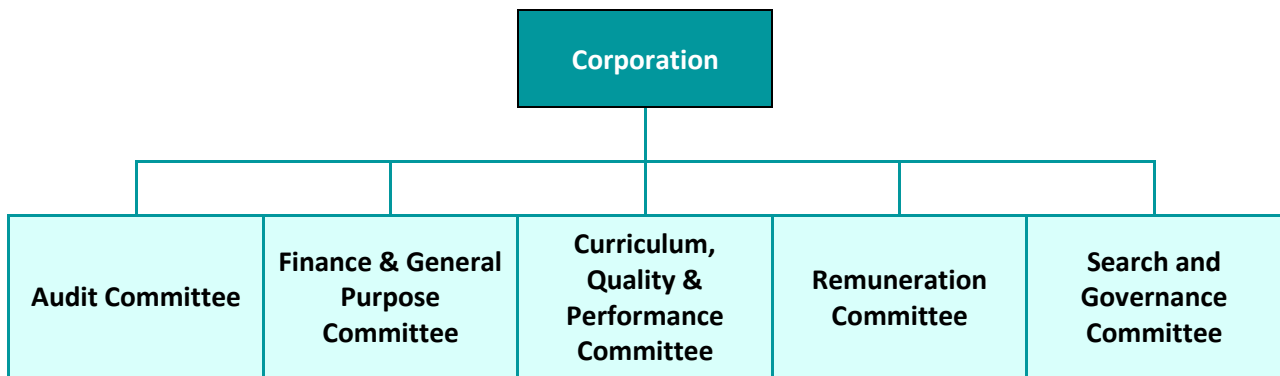 Corporation
Audit Committee
Finance & General
Purpose
Committee
Curriculum,
Quality &
Performance
Committee
Remuneration
Committee
Search and
Governance
Committee